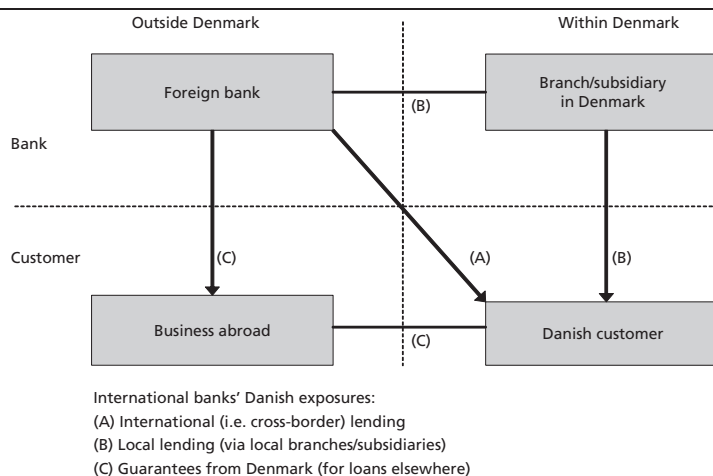 Outside Denmark
Within Denmark
Foreign bank
Branch/subsidiary
in Denmark
(B)
Bank
Customer
(C)
(A)
(B)
Business abroad
Danish customer
(C)
International banks' Danish exposures:
(A) International (i.e. cross-border) lending
(B) Local lending (via local branches/subsidiaries)
(C) Guarantees from Denmark (for loans elsewhere)